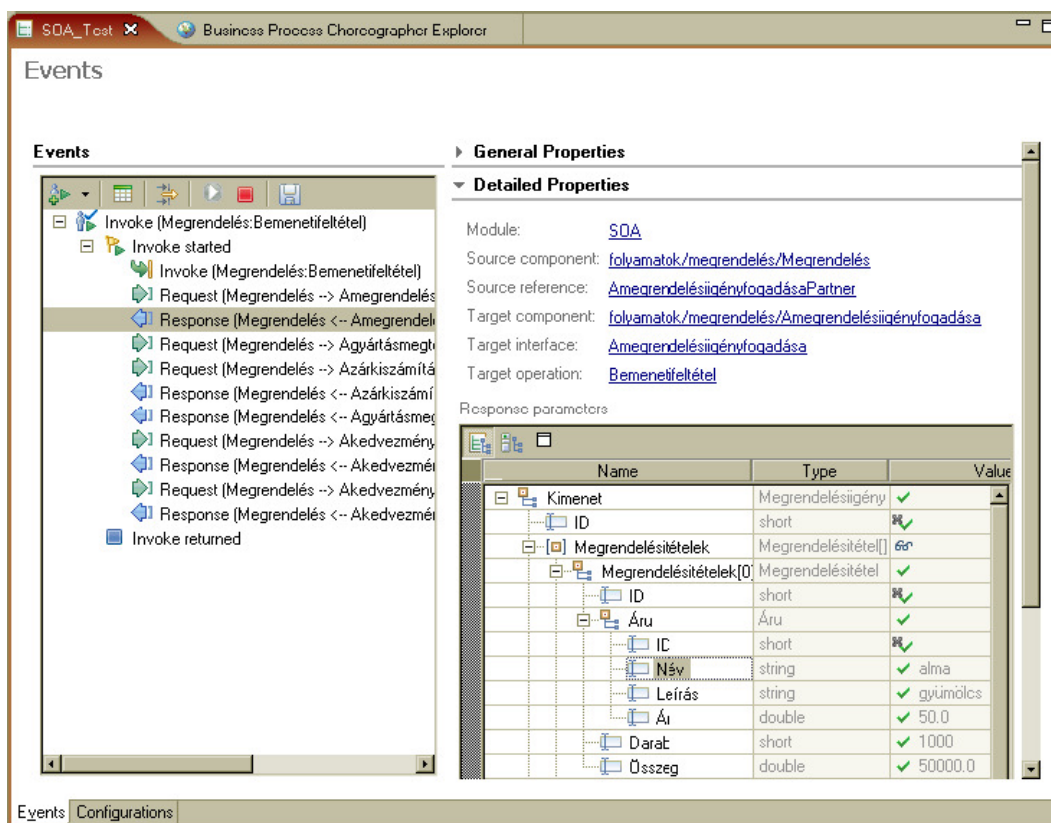 SOA_Test Business Process Choreographer Explorer
Events
Events
Invoke (Megrendelés:Bemenetifeltétel)
Invoke started
Invoke (Megrendelés:Bemenetifeltétel)
Request (Megrendelés --> Amegrendelés
Response (Megrendelés <-- Amegrendelé
Request (Megrendelés --> Agyártásmegt
Request (Megrendelés --> Azárkiszámítá
Response (Megrendelés <-- Azárkiszámí
Response (Megrendelés <-- Agyártásmeg
Request (Megrendelés --> Akedvezmény
Response (Megrendelés <-- Akedvezmé
Request (Megrendelés --> Akedvezmény
Response (Megrendelés <-- Akedvezmé
Invoke returned
General Properties
Detailed Properties
Module: SOA
Source component: folyamatok/megrendelés/Megrendelés
Source reference: AmegrendelésiigényfogadásaPartner
Target component: folyamatok/megrendelés/Amegrendelésiigényfogadása
Target interface: Amegrendelésiigényfogadása
Target operation: Bemenetifeltétel
Response parameters
Name Type Value
Kimenet Megrendelésiigény
ID short
Megrendelésitételek Megrendelésitétel[]
Megrendelésitételek[0] Megrendelésitétel
ID short
Áru Áru
ID short
Név string alma
Leírás string gyümölcs
Ár double 50.0
Darab short 1000
Összeg double 50000.0
Events Configurations